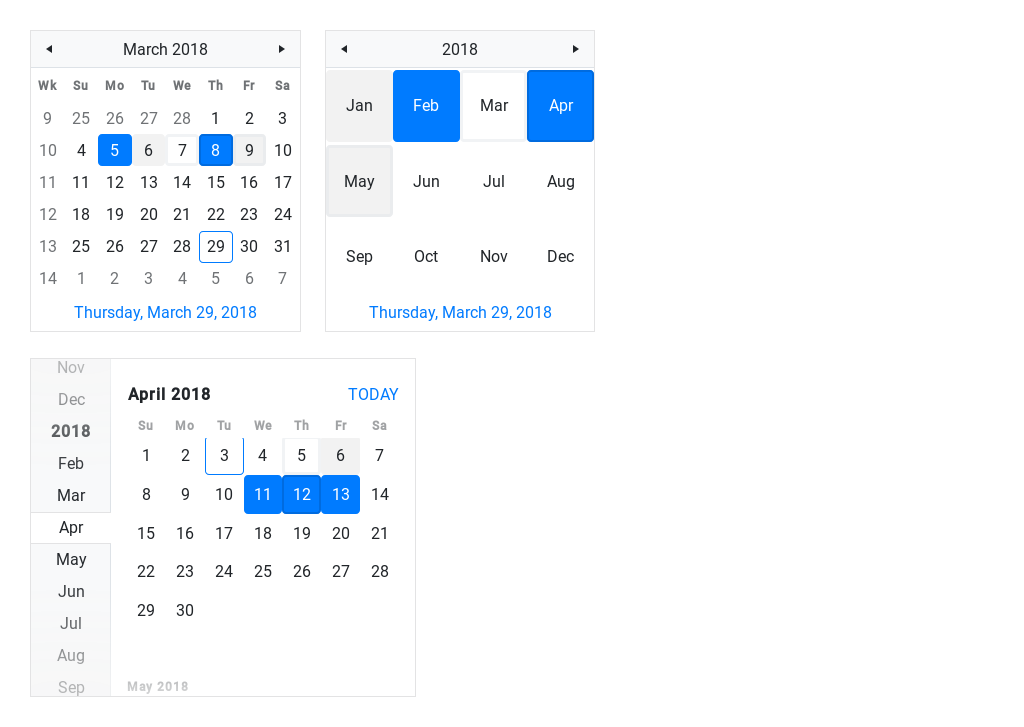 March 2018
Wk Su Mo Tu We Th Fr Sa
9 25 26 27 28 1 2 3
10 4 5 6 7 8 9 10
11 11 12 13 14 15 16 17
12 18 19 20 21 22 23 24
13 25 26 27 28 29 30 31
14 1 2 3 4 5 6 7
Thursday, March 29, 2018
2018
Jan Feb Mar Apr
May Jun Jul Aug
Sep Oct Nov Dec
Thursday, March 29, 2018
Nov
Dec
2018
Feb
Mar
Apr
May
Jun
Jul
Aug
Sep
April 2018 TODAY
Su Mo Tu We Th Fr Sa
1 2 3 4 5 6 7
8 9 10 11 12 13 14
15 16 17 18 19 20 21
22 23 24 25 26 27 28
29 30
May 2018